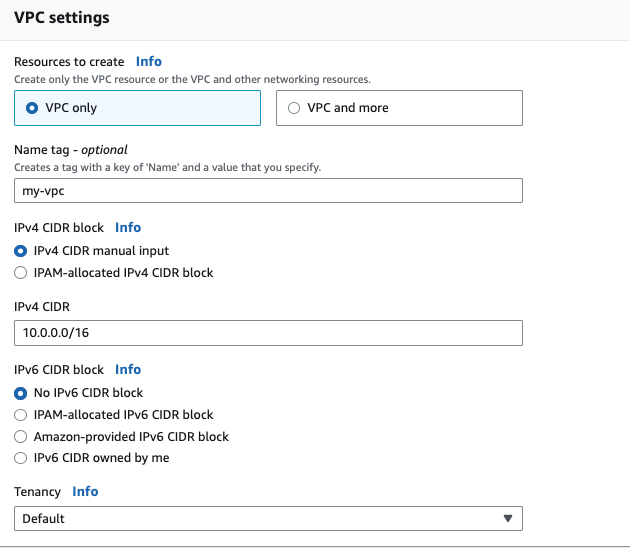 VPC settings
Resources to create Info
Create only the VPC resource or the VPC and other networking resources.
VPC only
VPC and more
Name tag - optional
Creates a tag with a key of 'Name' and a value that you specify.
my-vpc
IPv4 CIDR block Info
IPv4 CIDR manual input
IPAM-allocated IPv4 CIDR block
IPv4 CIDR
10.0.0.0/16
IPv6 CIDR block Info
No IPv6 CIDR block
IPAM-allocated IPv6 CIDR block
Amazon-provided IPv6 CIDR block
IPv6 CIDR owned by me
Tenancy Info
Default